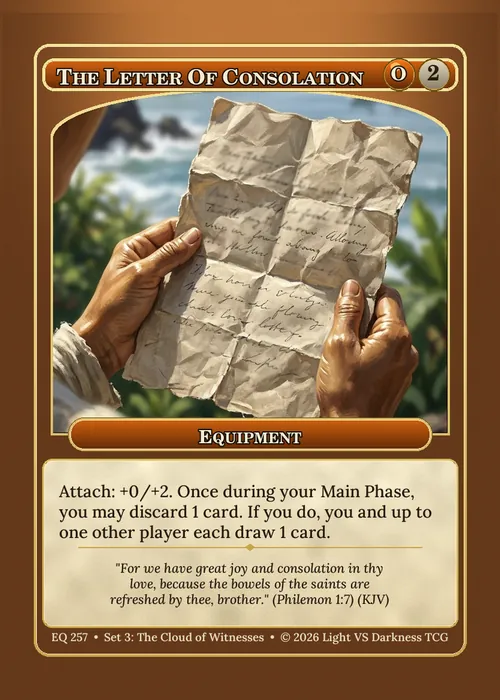 THE LETTER OF CONSOLATION O 2
EQUIPMENT
Attach: +0/+2. Once during your Main Phase,
you may discard 1 card. If you do, you and up to
one other player each draw 1 card.
"For we have great joy and consolation in thy
love, because the bowels of the saints are
refreshed by thee, brother." (Philemon 1:7) (KJV)
EQ 257 • Set 3: The Cloud of Witnesses • © 2026 Light VS Darkness TCG